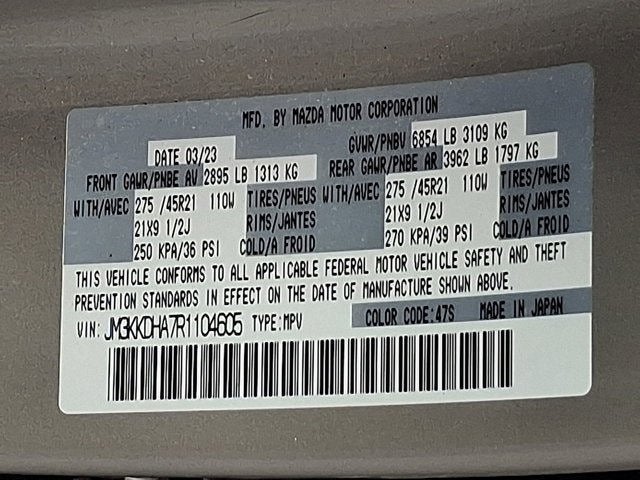 MFD. BY MAZDA MOTOR CORPORATION
DATE 03/23 GVWR/PNBV 6854 LB 3109 KG
FRONT GAWR/PNBE AV 2895 LB 1313 KG REAR GAWR/PNBE AR 3962 LB 1797 KG
WITH/AVEC 275 /45R21 110W TIRES/PNEUS WITH/AVEC 275 /45R21 110W TIRES/PNEUS
21X9 1/2J RIMS/JANTES 21X9 1/2J RIMS/JANTES
250 KPA/36 PSI COLD/A FROID 270 KPA/39 PSI COLD/A FROID
THIS VEHICLE CONFORMS TO ALL APPLICABLE FEDERAL MOTOR VEHICLE SAFETY AND THEFT
PREVENTION STANDARDS IN EFFECT ON THE DATE OF MANUFACTURE SHOWN ABOVE.
VIN: JM3KKDHA7R1104605 TYPE:MPV COLOR CODE:47S MADE IN JAPAN